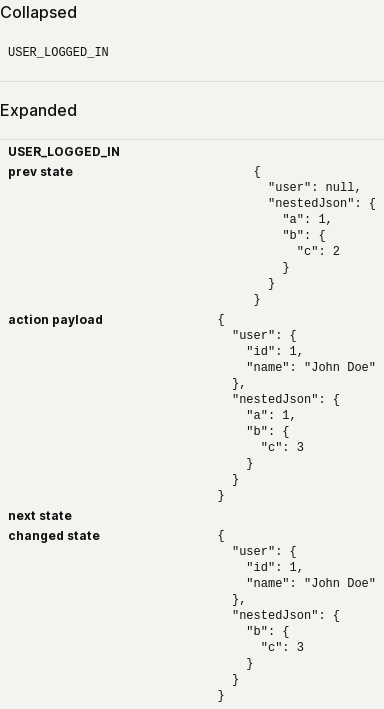 Collapsed
USER_LOGGED_IN
Expanded
USER_LOGGED_IN
prev state {
"user": null,
"nestedJson": {
"a": 1,
"b": {
"c": 2
}
}
}
action payload {
"user": {
"id": 1,
"name": "John Doe"
},
"nestedJson": {
"a": 1,
"b": {
"c": 3
}
}
}
next state
changed state {
"user": {
"id": 1,
"name": "John Doe"
},
"nestedJson": {
"b": {
"c": 3
}
}
}